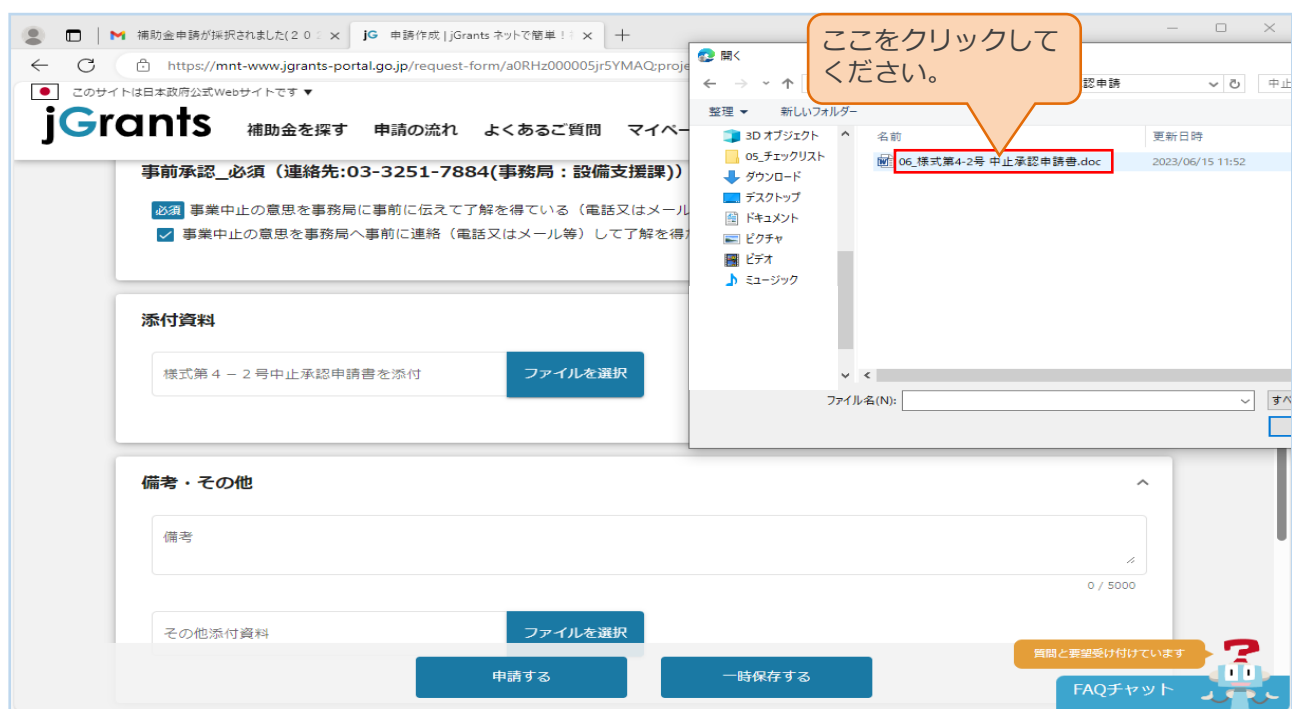 補助金申請が採択されました(20
jG 申請作成 | jGrants ネットで簡単!
https://mnt-www.jgrants-portal.go.jp/request-form/a0RHz000005jr5YMAQ;proje
このサイトは日本政府公式Webサイトです ▼
jGrants 補助金を探す 申請の流れ よくあるご質問 マイペー
事前承認_必須(連絡先:03-3251-7884(事務局:設備支援課))
必須 事業中止の意思を事務局に事前に伝えて了解を得ている(電話又はメール
事業中止の意思を事務局へ事前に連絡(電話又はメール等)して了解を得
添付資料
様式第4-2号中止承認申請書を添付 ファイルを選択
備考・その他
備考
0 / 5000
その他添付資料 ファイルを選択
申請する 一時保存する
質問と要望受け付けています
FAQチャット
ここをクリックして
ください。
開く
認申請 中止
整理 ▼ 新しいフォルダー
3D オブジェクト
05_チェックリスト
ダウンロード
デスクトップ
ドキュメント
ピクチャ
ビデオ
ミュージック
名前 更新日時
06_様式第4-2号 中止承認申請書.doc 2023/06/15 11:52
ファイル名(N): すべ